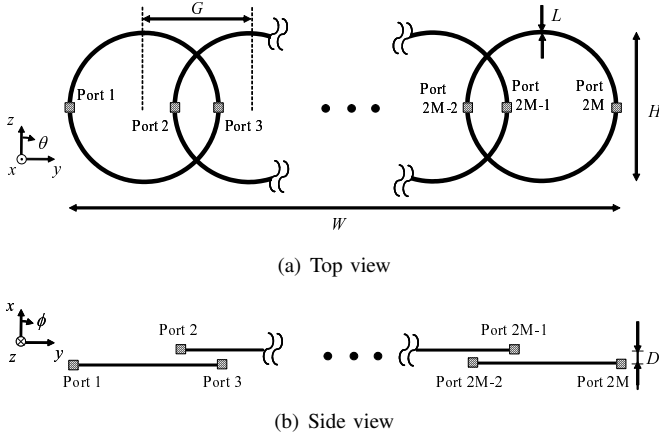 G
L
Port 1
Port 2
Port 3
Port
2M-2
Port
2M-1
Port
2M
H
z
θ
x
y
W
(a) Top view
x
ϕ
z
y
Port 2
Port 2M-1
D
Port 1
Port 3
Port 2M-2
Port 2M
(b) Side view